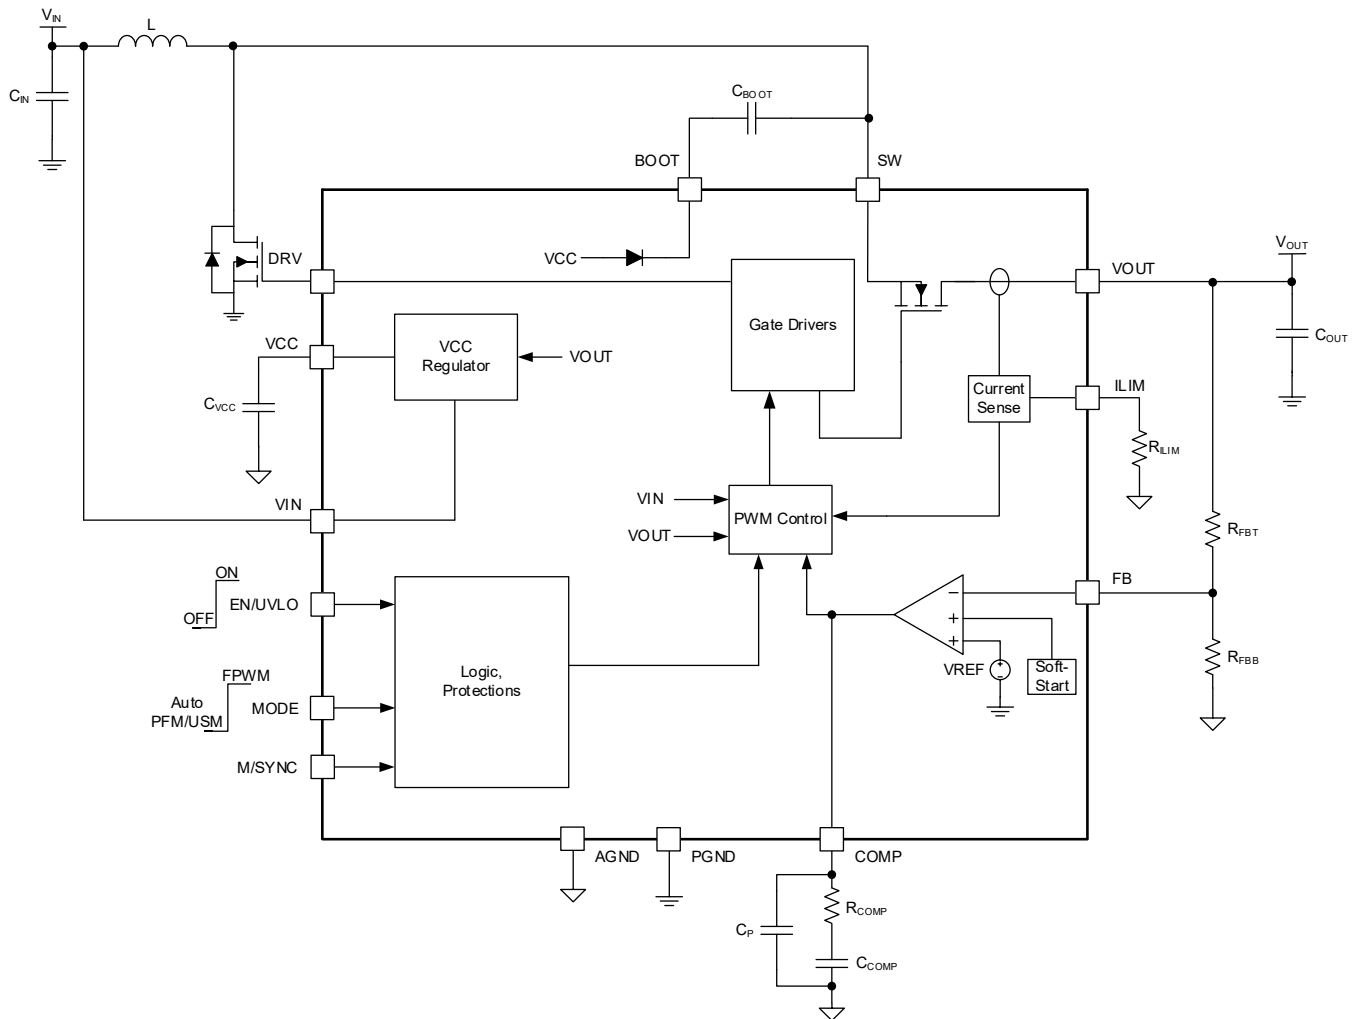 VIN
L
CIN
CBOOT
BOOT
SW
VCC
DRV
VOUT
VOUT
Gate Drivers
VCC
VCC
Regulator
VOUT
COUT
CVCC
Current
Sense
ILIM
RILIM
VIN
VIN
VOUT
PWM Control
RFBT
ON
OFF
EN/UVLO
FB
−
+
+
VREF
+
−
Soft-
Start
RFBB
Logic,
Protections
FPWM
Auto
PFM/USM
MODE
M/SYNC
AGND
PGND
COMP
RCOMP
CP
CCOMP